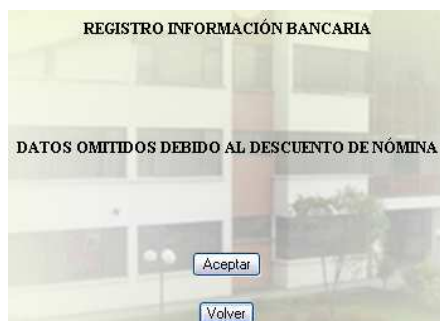 REGISTRO INFORMACIÓN BANCARIA
DATOS OMITIDOS DEBIDO AL DESCUENTO DE NÓMINA
Aceptar
Volver